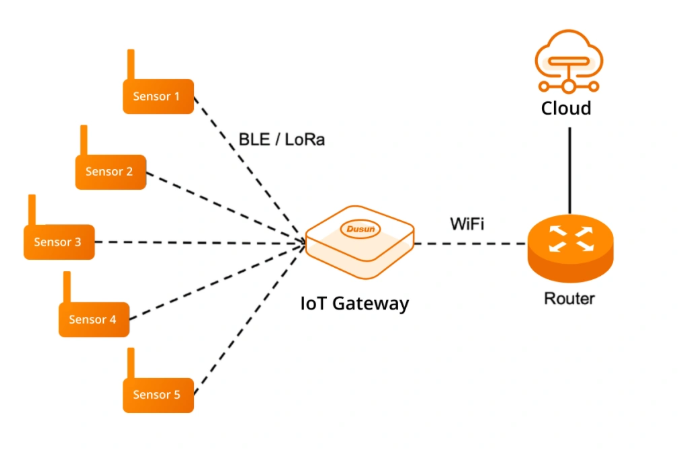 Sensor 1
BLE / LoRa
Sensor 2
Sensor 3
Sensor 4
Sensor 5
Dusun
IoT Gateway
WiFi
Cloud
Router